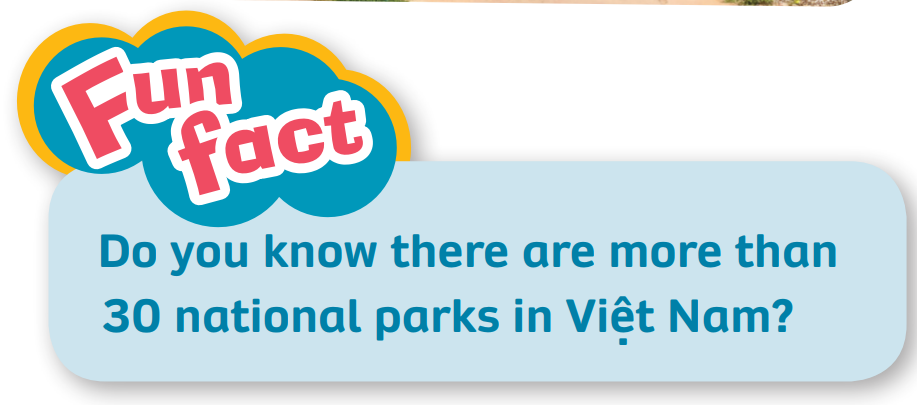 Fun
fact
Do you know there are more than
30 national parks in Việt Nam?